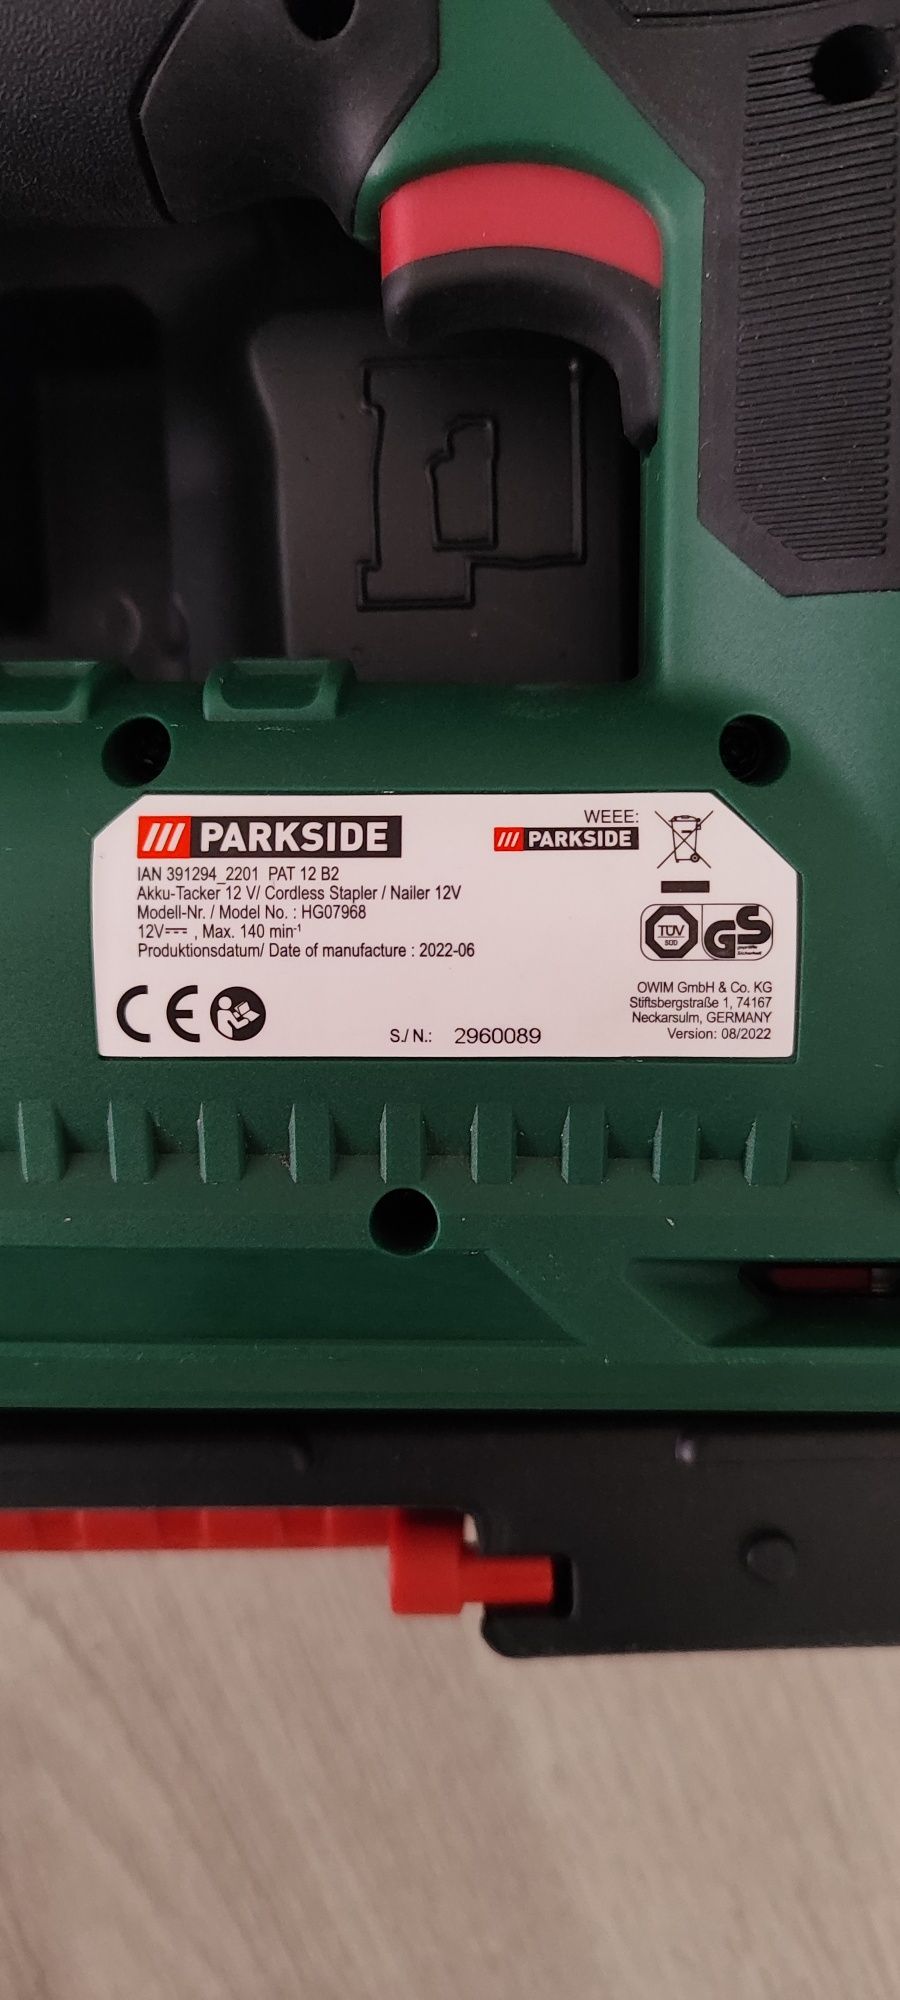 /// PARKSIDE
IAN 391294_2201 PAT 12 B2
Akku-Tacker 12 V/ Cordless Stapler / Nailer 12V
Modell-Nr. / Model No. : HG07968
12V⎓ , Max. 140 min⁻¹
Produktionsdatum/ Date of manufacture : 2022-06
CE
S./ N.: 2960089
WEEE:
/// PARKSIDE
TÜV
SÜD
GS
geprüfte
Sicherheit
OWIM GmbH & Co. KG
Stiftsbergstraße 1, 74167
Neckarsulm, GERMANY
Version: 08/2022